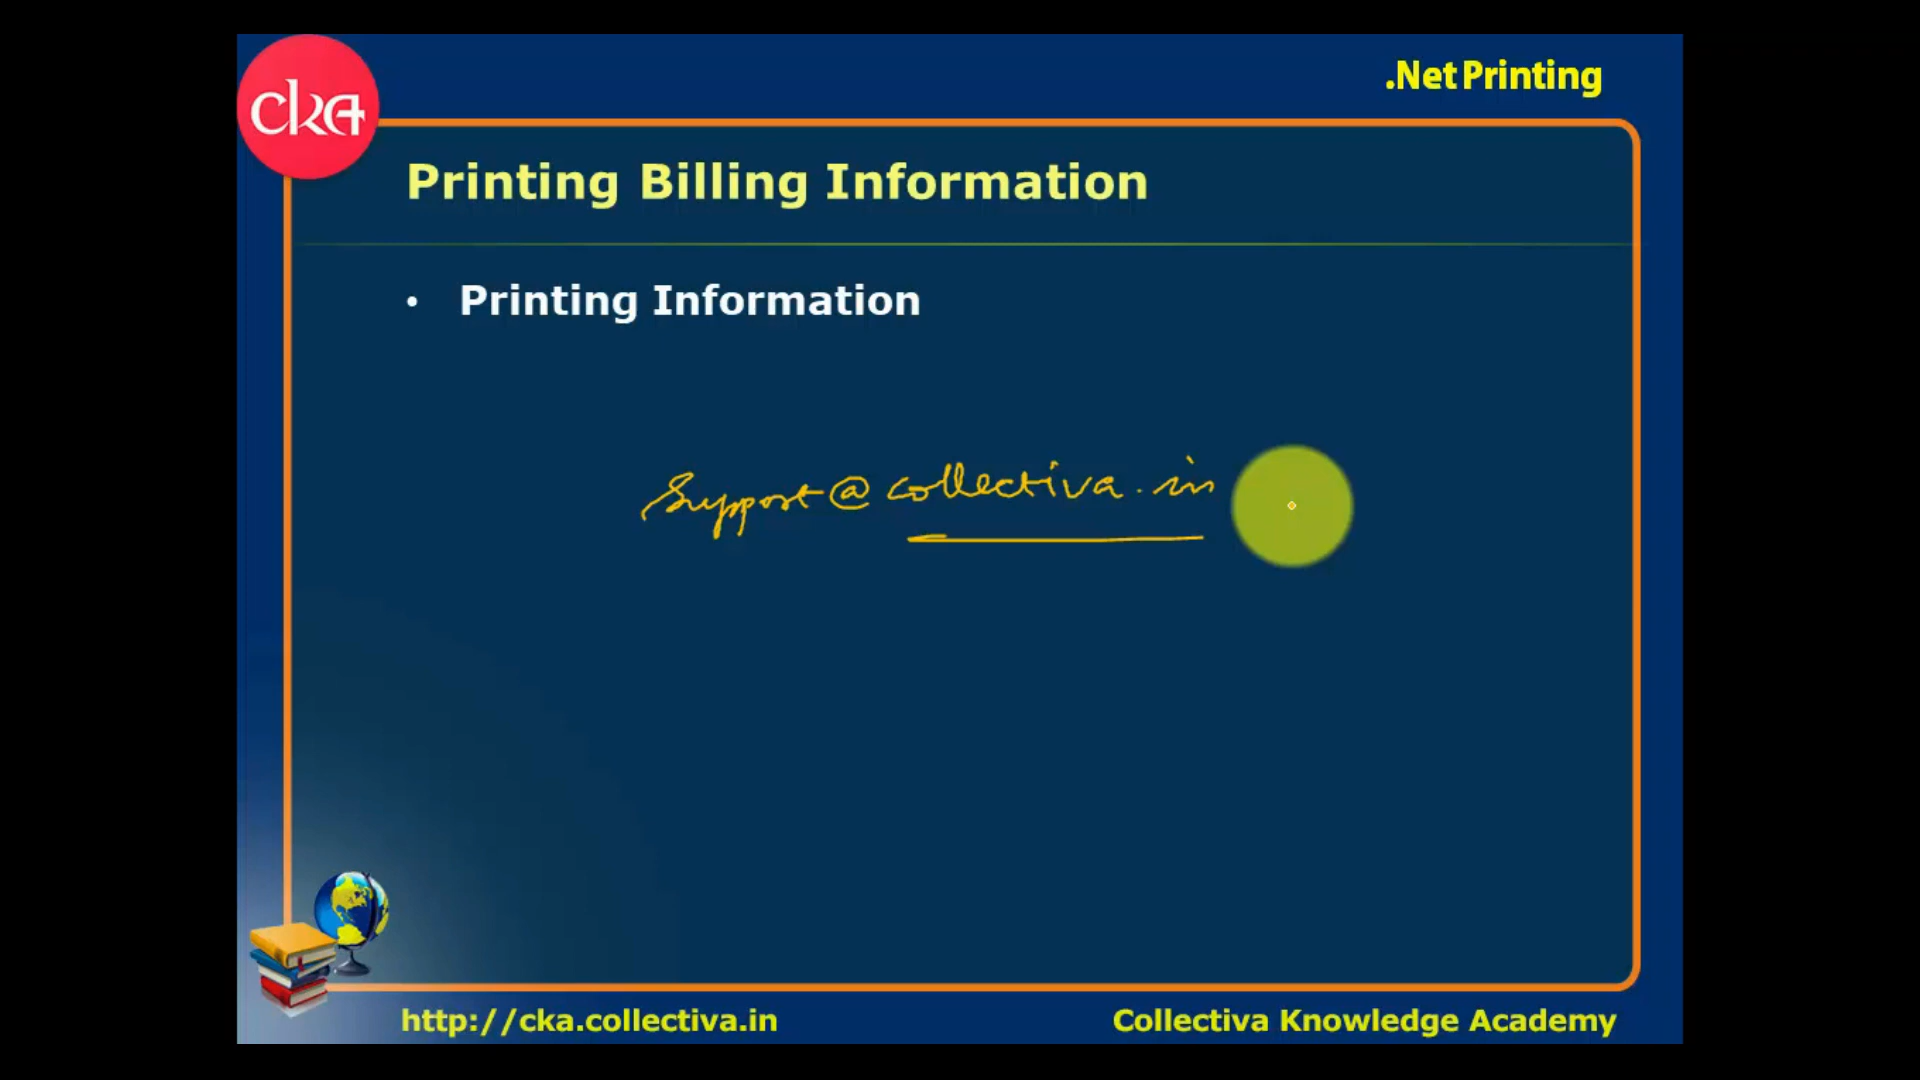 cka
.Net Printing
Printing Billing Information
• Printing Information
Support@collectiva.in
http://cka.collectiva.in
Collectiva Knowledge Academy